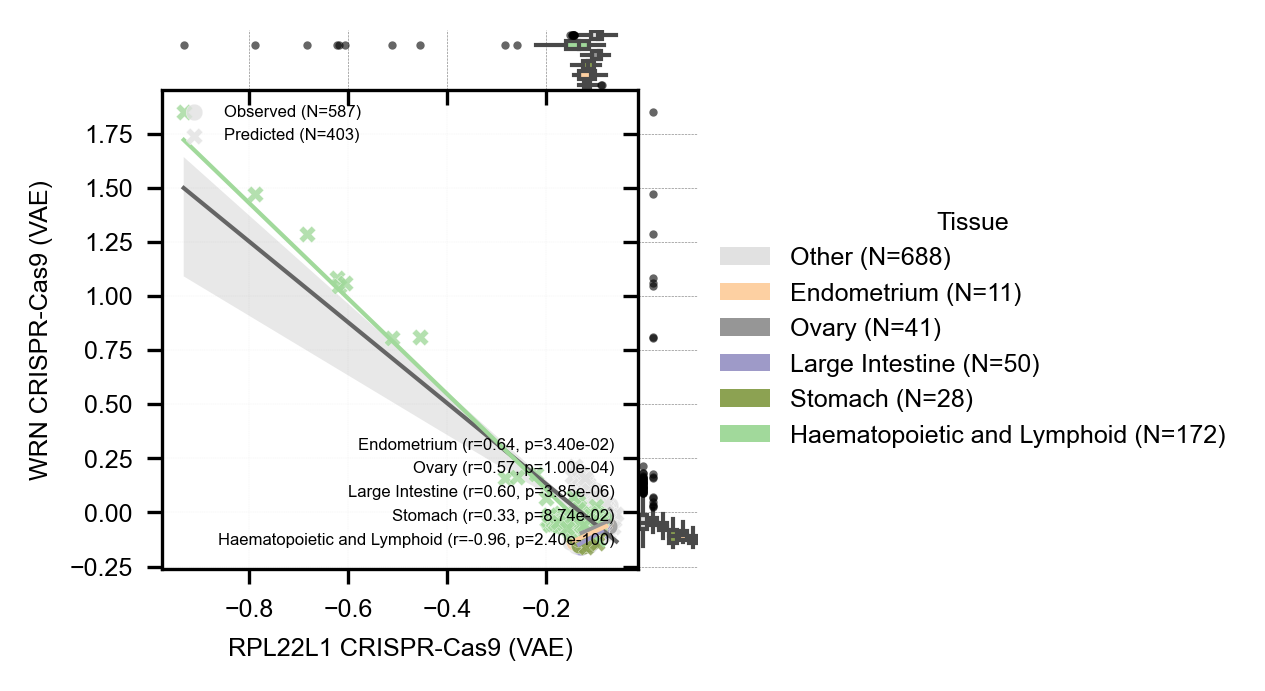 Observed (N=587)
Predicted (N=403)
1.75
1.50
1.25
1.00
0.75
0.50
0.25
0.00
−0.25
WRN CRISPR-Cas9 (VAE)
Endometrium (r=0.64, p=3.40e-02)
Ovary (r=0.57, p=1.00e-04)
Large Intestine (r=0.60, p=3.85e-06)
Stomach (r=0.33, p=8.74e-02)
Haematopoietic and Lymphoid (r=-0.96, p=2.40e-100)
−0.8
−0.6
−0.4
−0.2
RPL22L1 CRISPR-Cas9 (VAE)
Tissue
Other (N=688)
Endometrium (N=11)
Ovary (N=41)
Large Intestine (N=50)
Stomach (N=28)
Haematopoietic and Lymphoid (N=172)